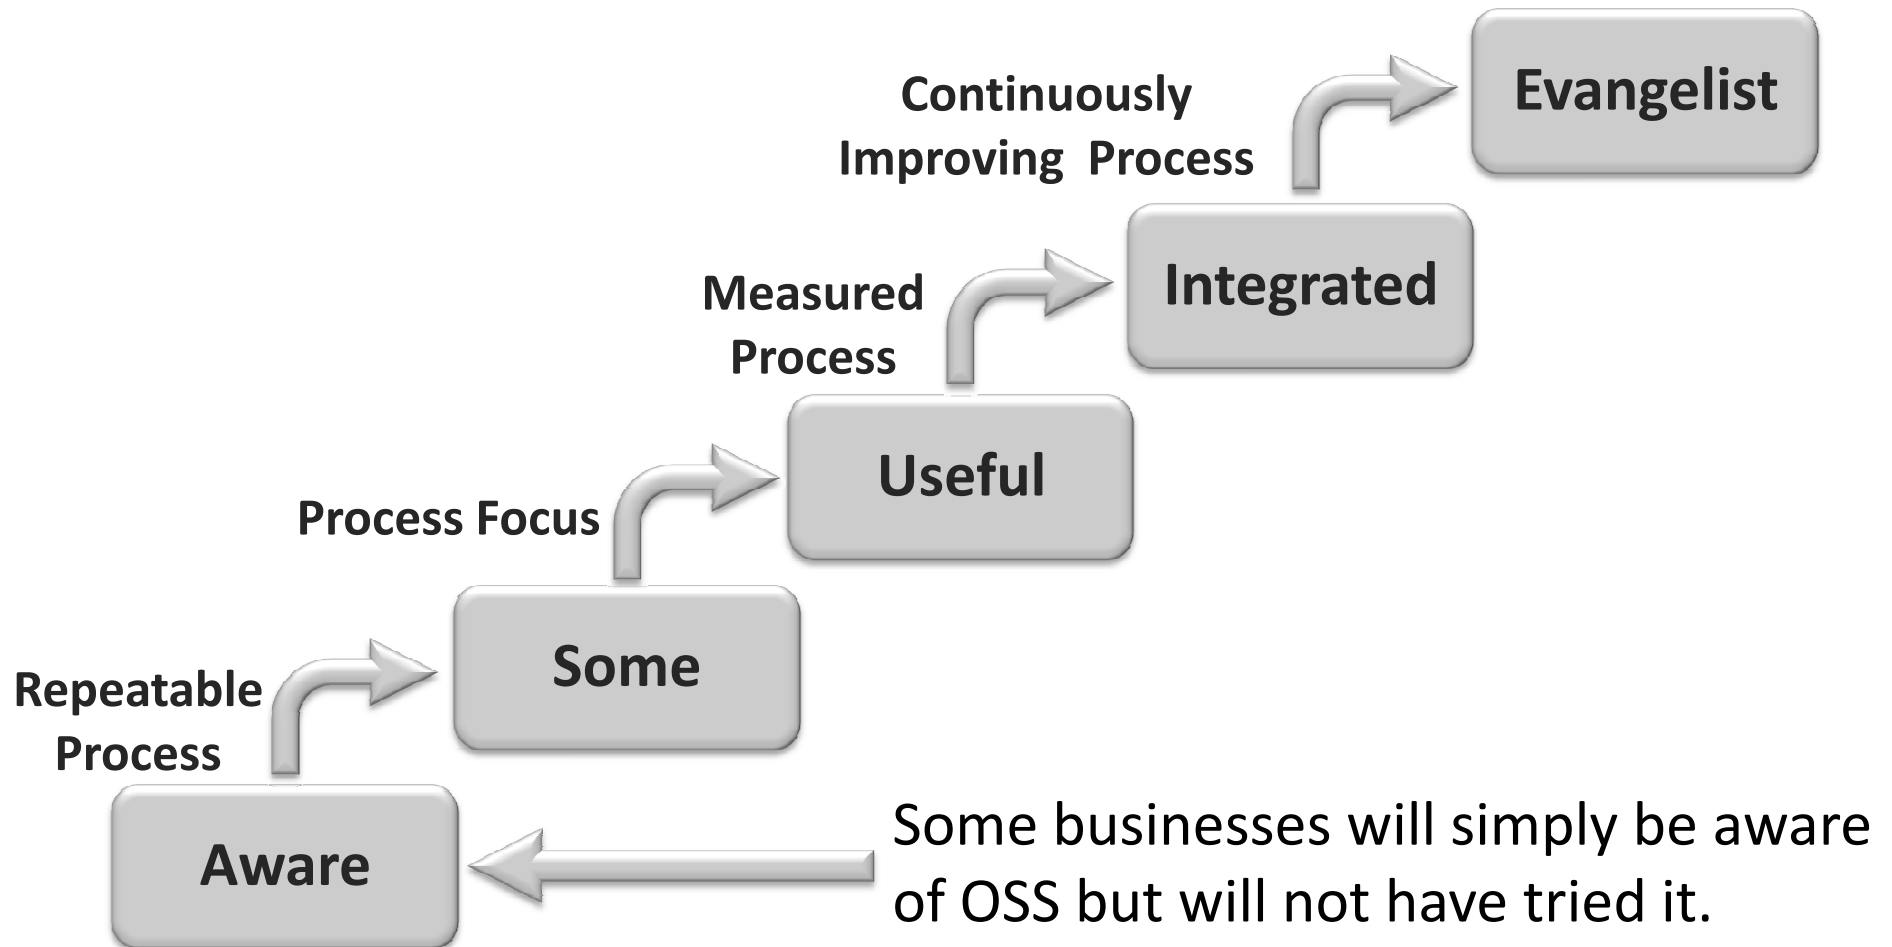 Evangelist
Continuously
Improving Process
Integrated
Measured
Process
Useful
Process Focus
Some
Repeatable
Process
Aware
Some businesses will simply be aware
of OSS but will not have tried it.